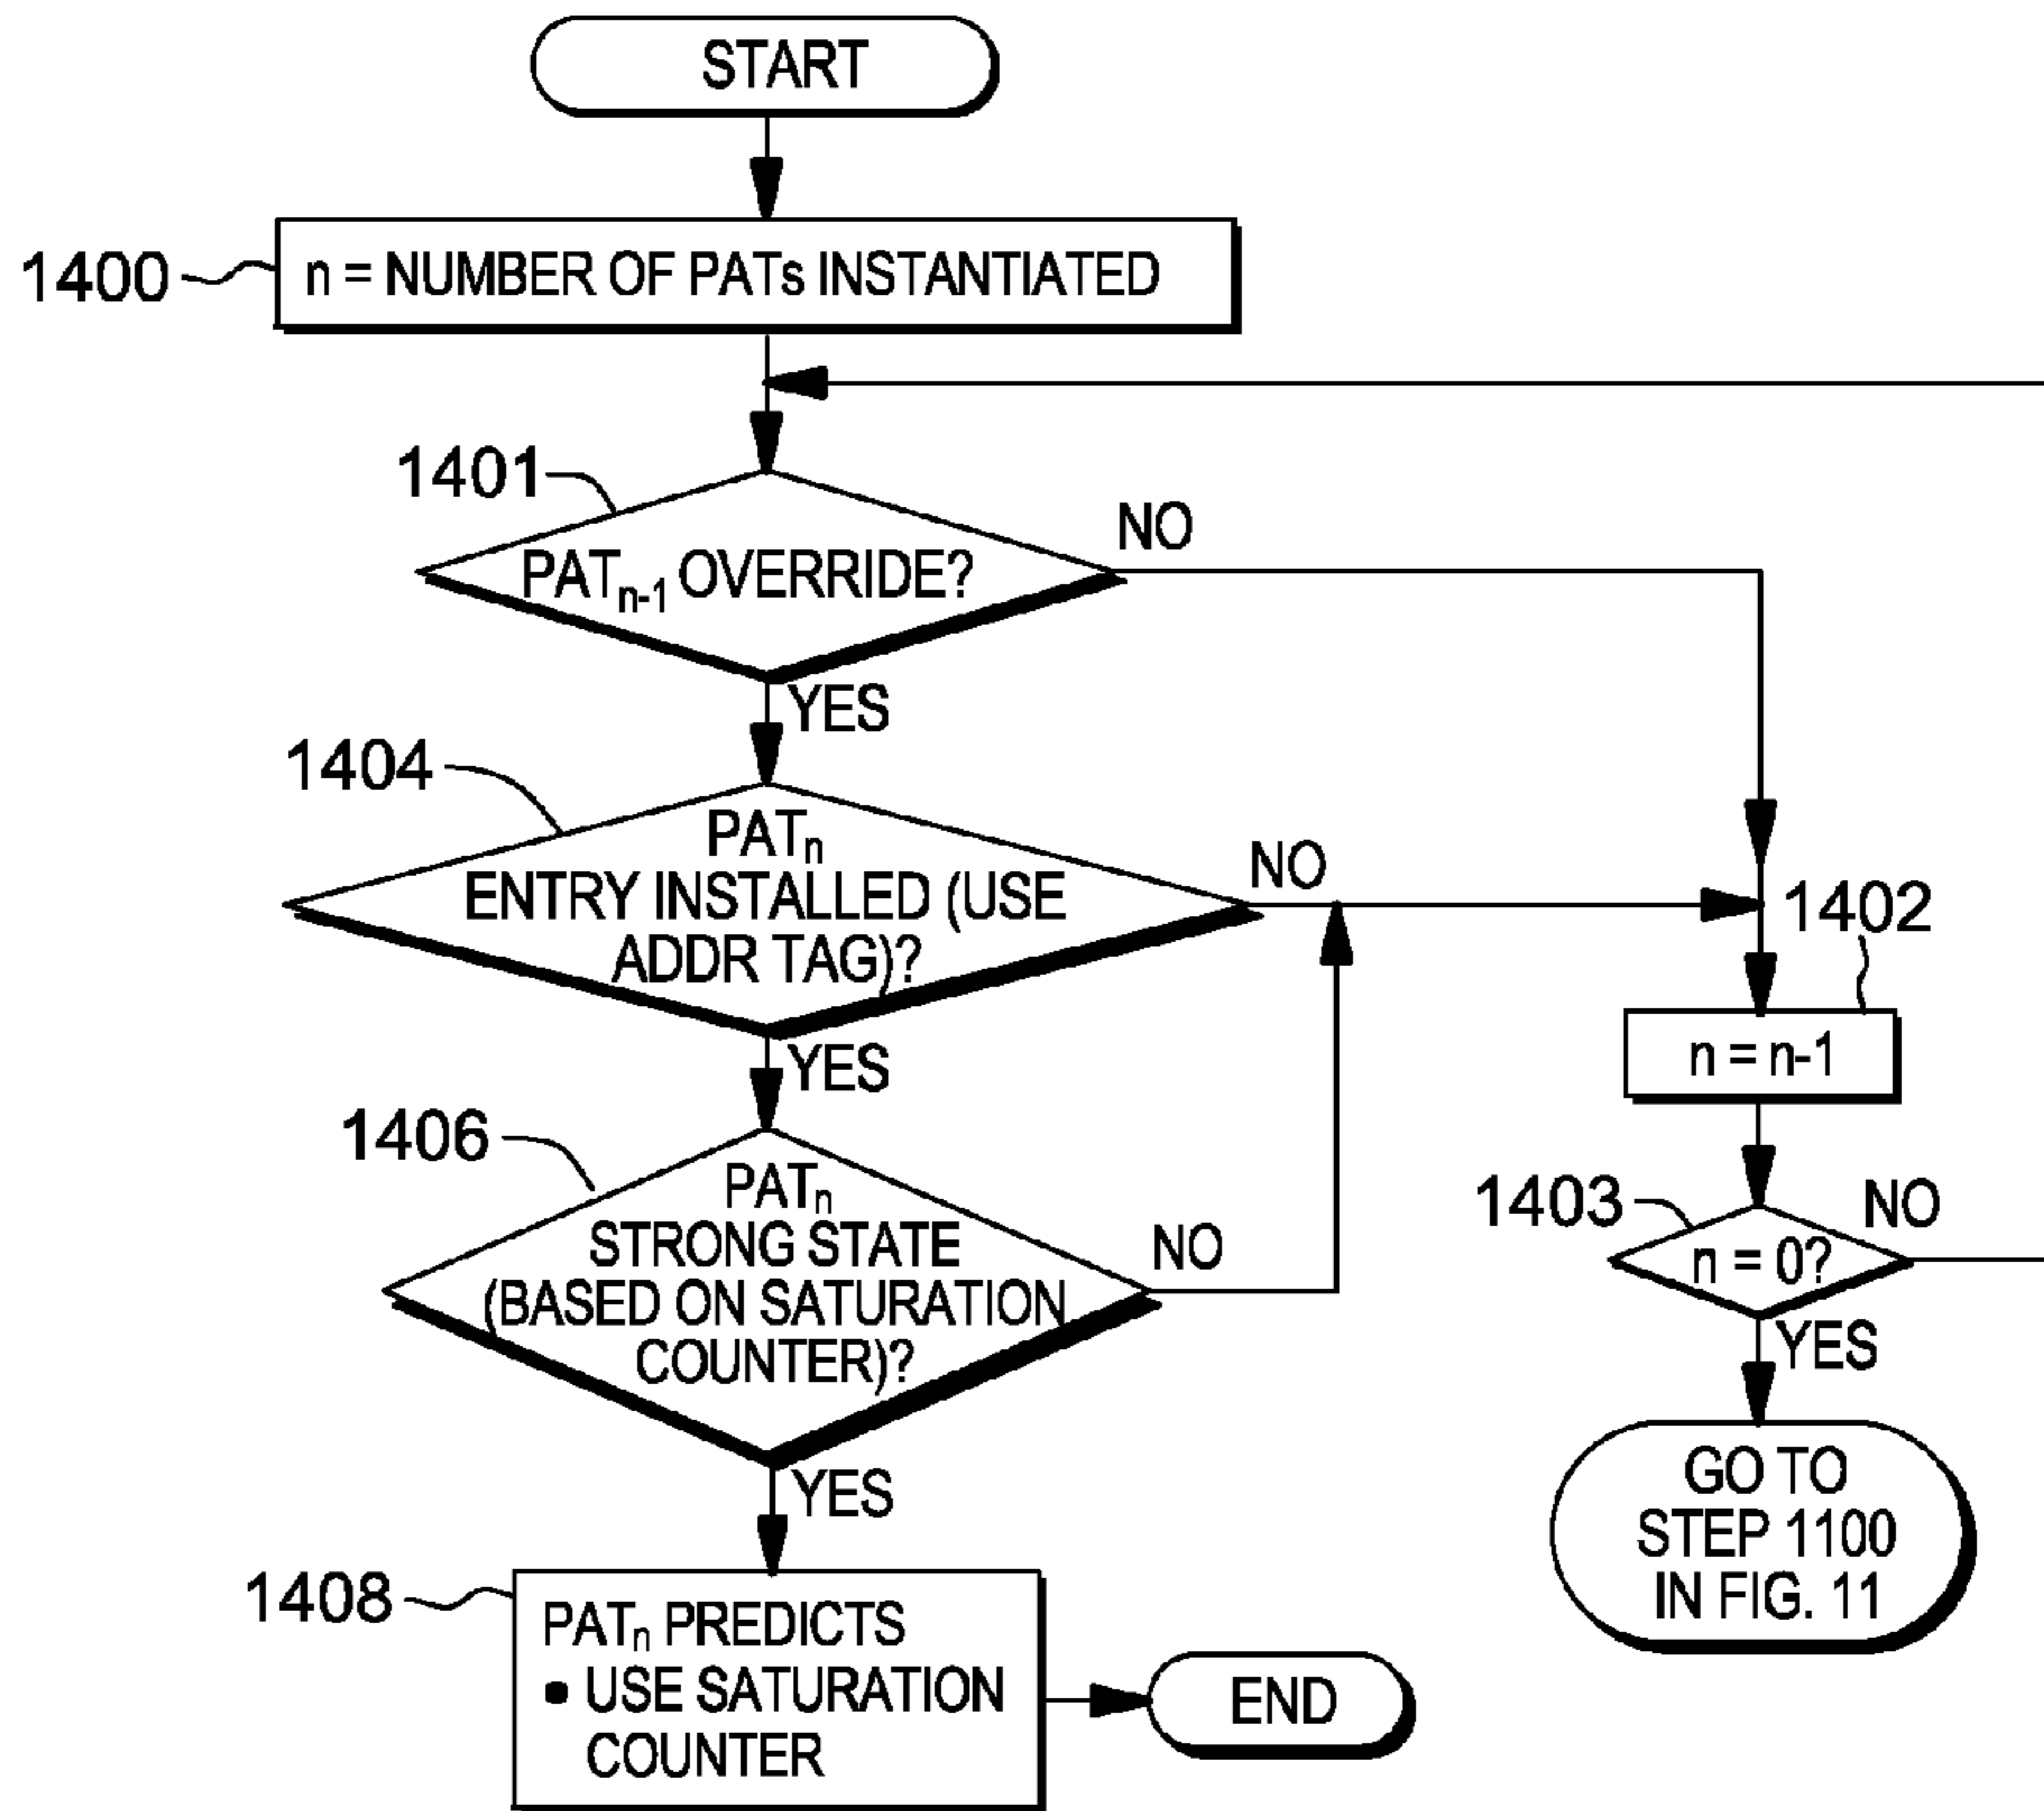 START
1400
n = NUMBER OF PATs INSTANTIATED
1401
NO
PATn-1 OVERRIDE?
YES
1404
PATn
ENTRY INSTALLED (USE
ADDR TAG)?
NO
1402
n = n-1
YES
1406
PATn
STRONG STATE
(BASED ON SATURATION
COUNTER)?
NO
1403
n = 0?
NO
YES
GO TO
STEP 1100
IN FIG. 11
YES
1408
PATn PREDICTS
• USE SATURATION
COUNTER
END